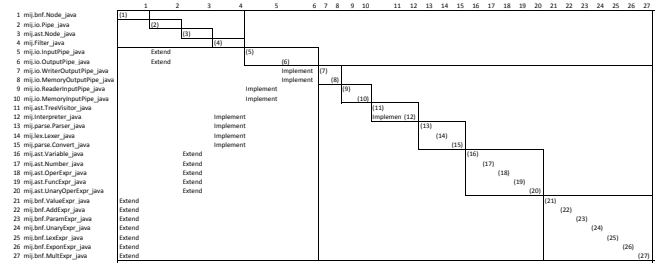 1 2 3 4 5 6 7 8 9 10 11 12 13 14 15 16 17 18 19 20 21 22 23 24 25 26 27
1 mij.bnf.Node_java (1)
2 mij.io.Pipe_java (2)
3 mij.ast.Node_java (3)
4 mij.Filter_java (4)
5 mij.io.InputPipe_java Extend (5)
6 mij.io.OutputPipe_java Extend (6)
7 mij.io.WriterOutputPipe_java Implement (7)
8 mij.io.MemoryOutputPipe_java Implement (8)
9 mij.io.ReaderInputPipe_java Implement (9)
10 mij.io.MemoryInputPipe_java Implement (10)
11 mij.ast.TreeVisitor_java (11)
12 mij.Interpreter_java Implement Implemen (12)
13 mij.parse.Parser_java Implement (13)
14 mij.lex.Lexer_java Implement (14)
15 mij.parse.Convert_java Implement (15)
16 mij.ast.Variable_java Extend (16)
17 mij.ast.Number_java Extend (17)
18 mij.ast.OperExpr_java Extend (18)
19 mij.ast.FuncExpr_java Extend (19)
20 mij.ast.UnaryOperExpr_java Extend (20)
21 mij.bnf.ValueExpr_java Extend (21)
22 mij.bnf.AddExpr_java Extend (22)
23 mij.bnf.ParamExpr_java Extend (23)
24 mij.bnf.UnaryExpr_java Extend (24)
25 mij.bnf.LexExpr_java Extend (25)
26 mij.bnf.ExponExpr_java Extend (26)
27 mij.bnf.MultExpr_java Extend (27)